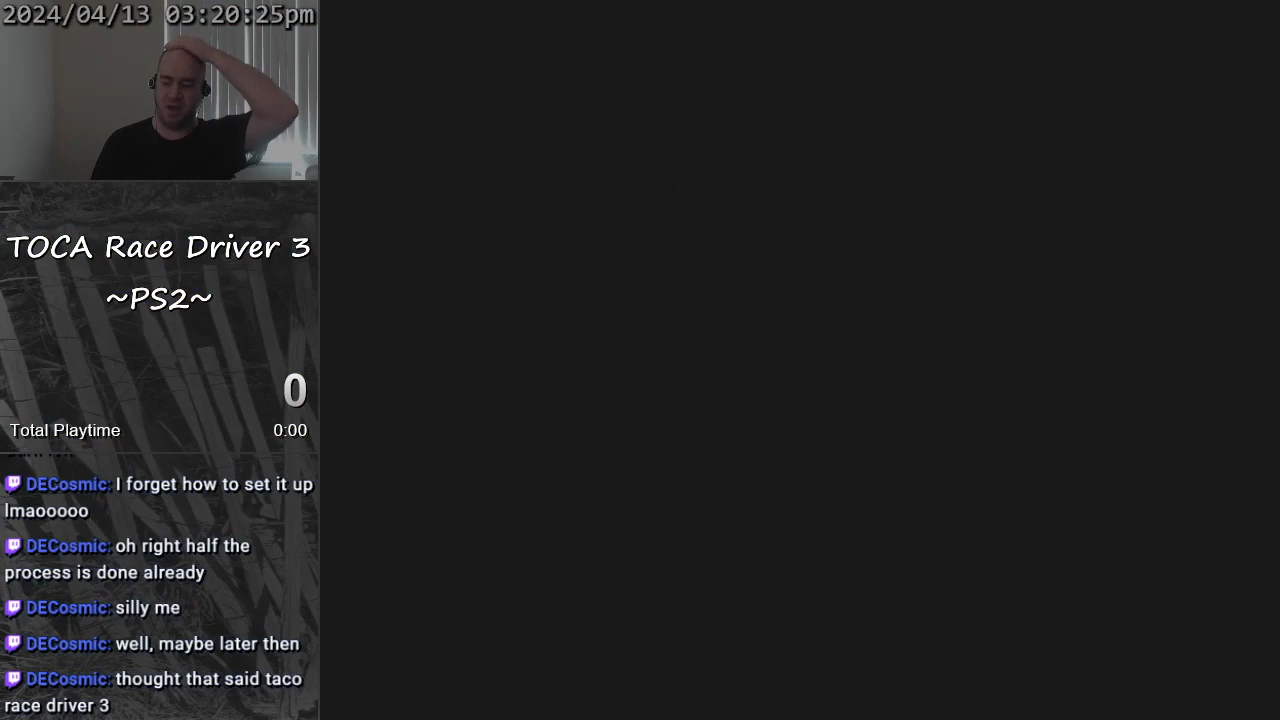 2024/04/13 03:20:25pm
TOCA Race Driver 3
~PS2~
0
Total Playtime 0:00
DECosmic: I forget how to set it up
lmaooooo
DECosmic: oh right half the
process is done already
DECosmic: silly me
DECosmic: well, maybe later then
DECosmic: thought that said taco
race driver 3